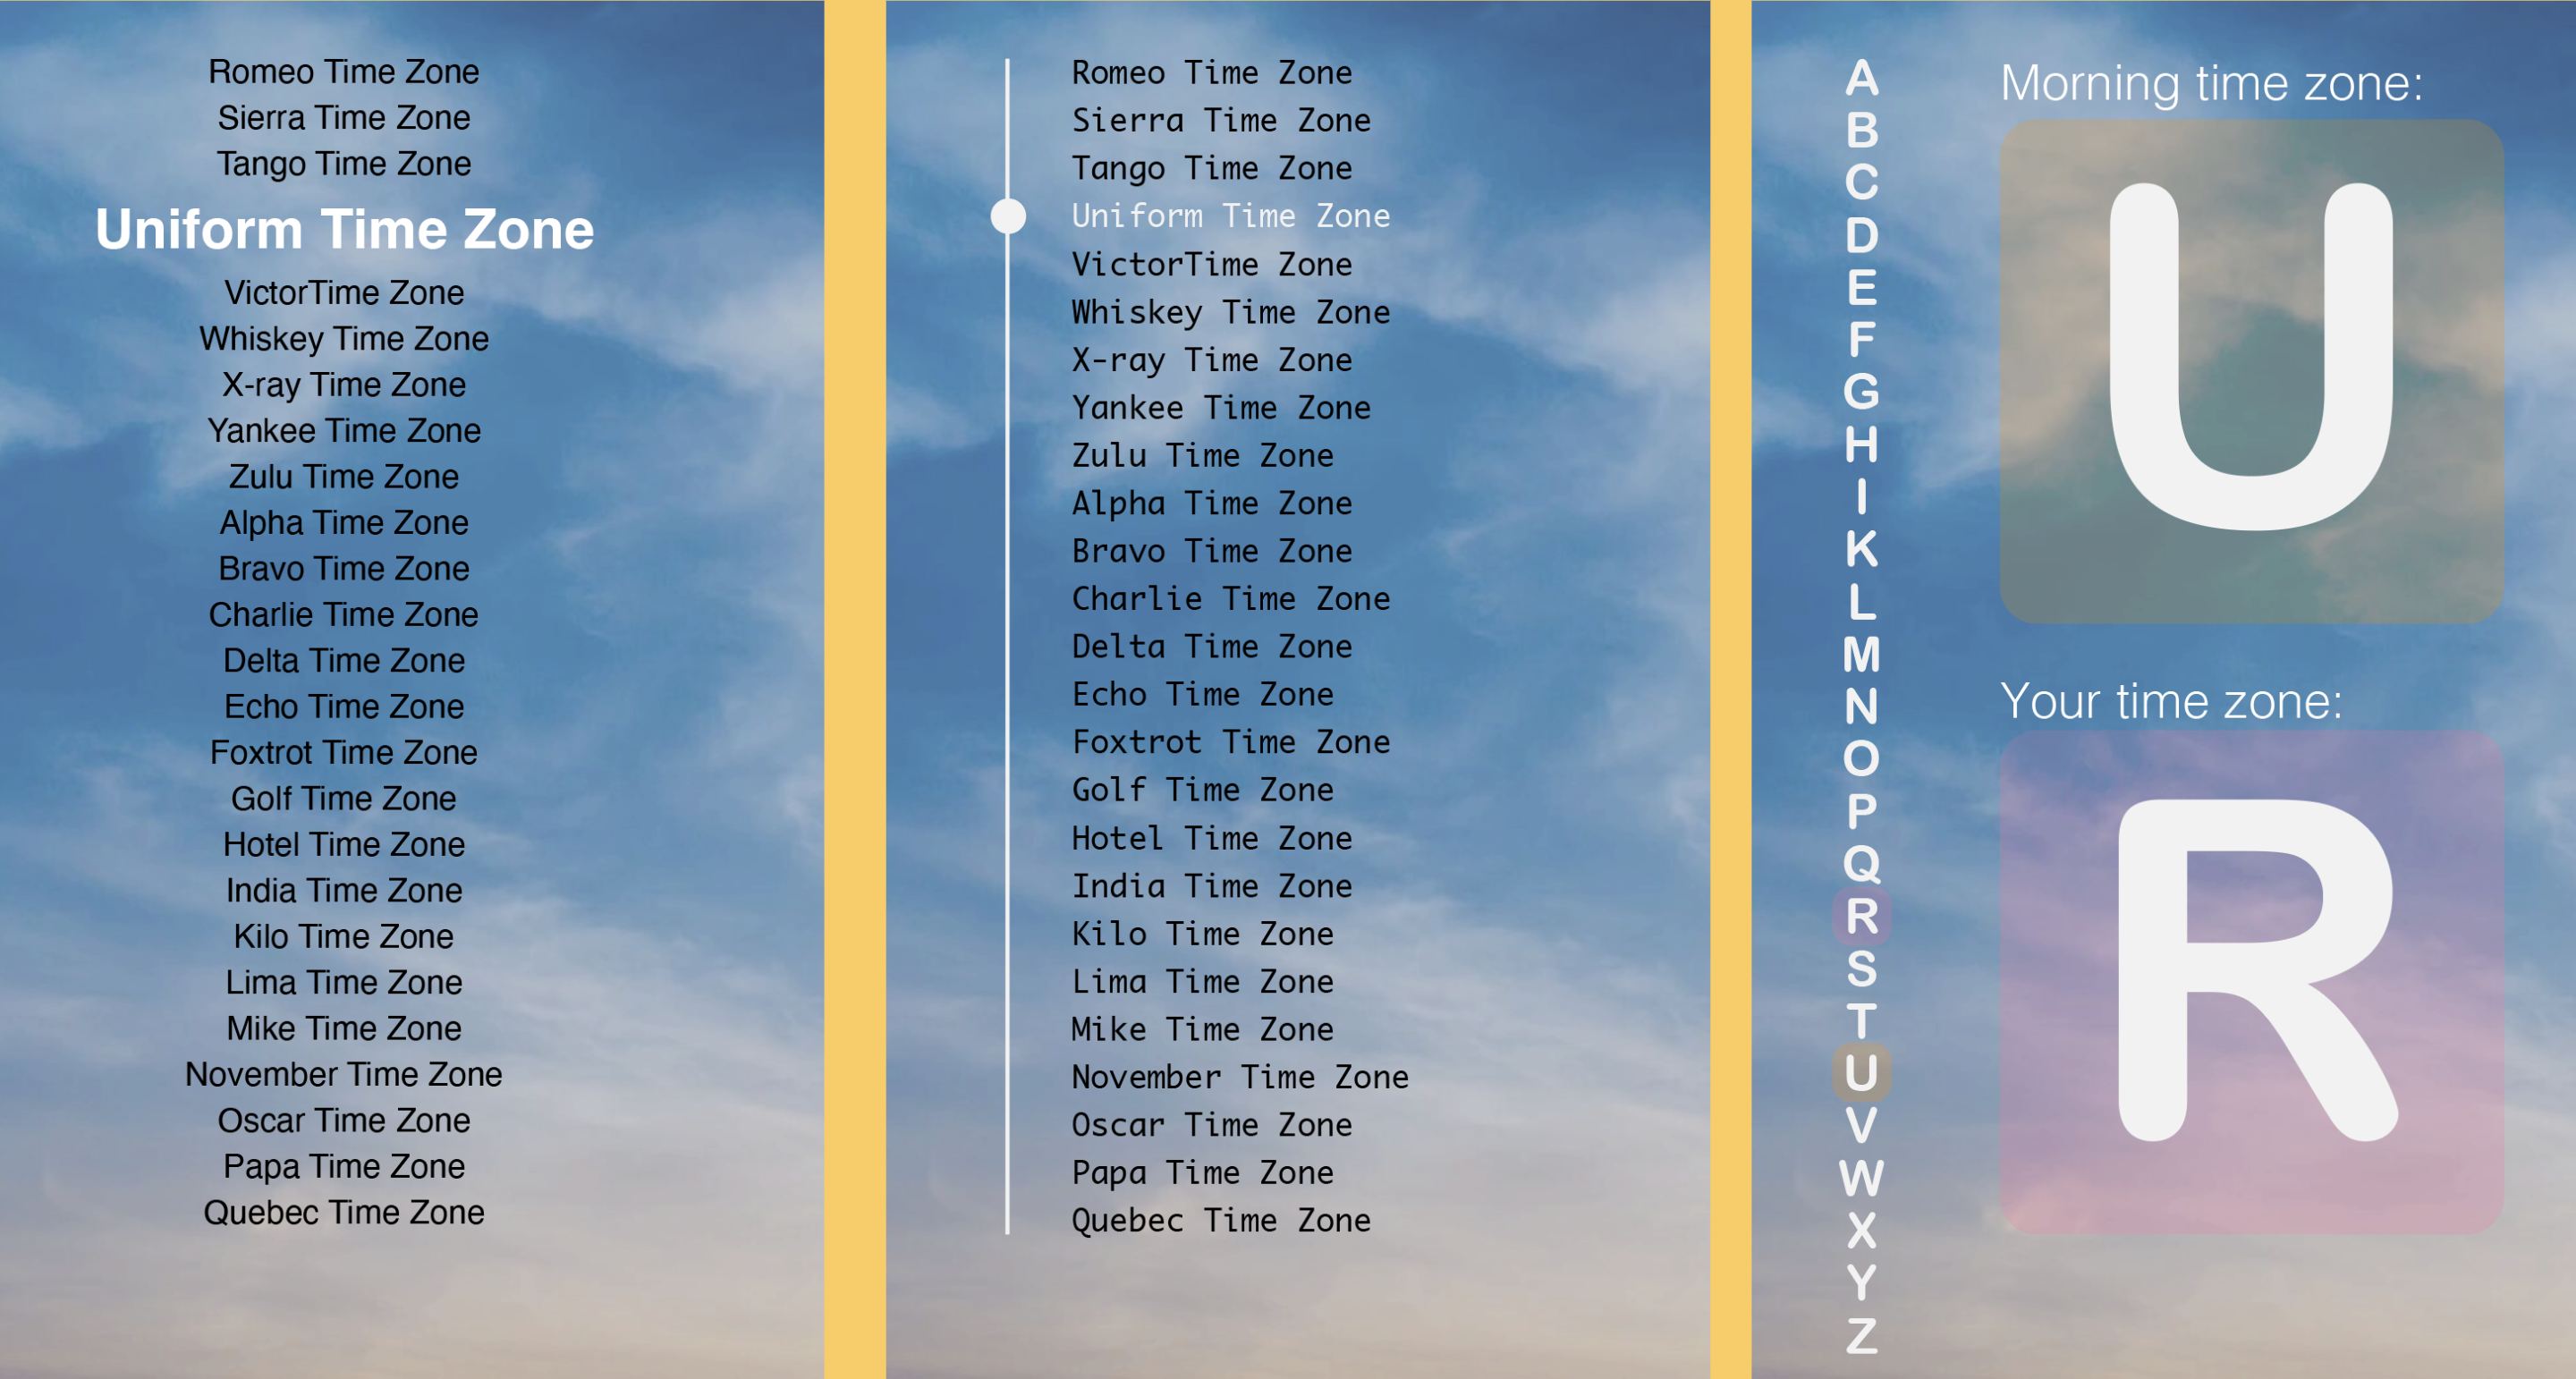 Romeo Time Zone
Sierra Time Zone
Tango Time Zone
Uniform Time Zone
VictorTime Zone
Whiskey Time Zone
X-ray Time Zone
Yankee Time Zone
Zulu Time Zone
Alpha Time Zone
Bravo Time Zone
Charlie Time Zone
Delta Time Zone
Echo Time Zone
Foxtrot Time Zone
Golf Time Zone
Hotel Time Zone
India Time Zone
Kilo Time Zone
Lima Time Zone
Mike Time Zone
November Time Zone
Oscar Time Zone
Papa Time Zone
Quebec Time Zone
Romeo Time Zone
Sierra Time Zone
Tango Time Zone
Uniform Time Zone
VictorTime Zone
Whiskey Time Zone
X-ray Time Zone
Yankee Time Zone
Zulu Time Zone
Alpha Time Zone
Bravo Time Zone
Charlie Time Zone
Delta Time Zone
Echo Time Zone
Foxtrot Time Zone
Golf Time Zone
Hotel Time Zone
India Time Zone
Kilo Time Zone
Lima Time Zone
Mike Time Zone
November Time Zone
Oscar Time Zone
Papa Time Zone
Quebec Time Zone
A
B
C
D
E
F
G
H
I
K
L
M
N
O
P
Q
R
S
T
U
V
W
X
Y
Z
Morning time zone:
U
Your time zone:
R